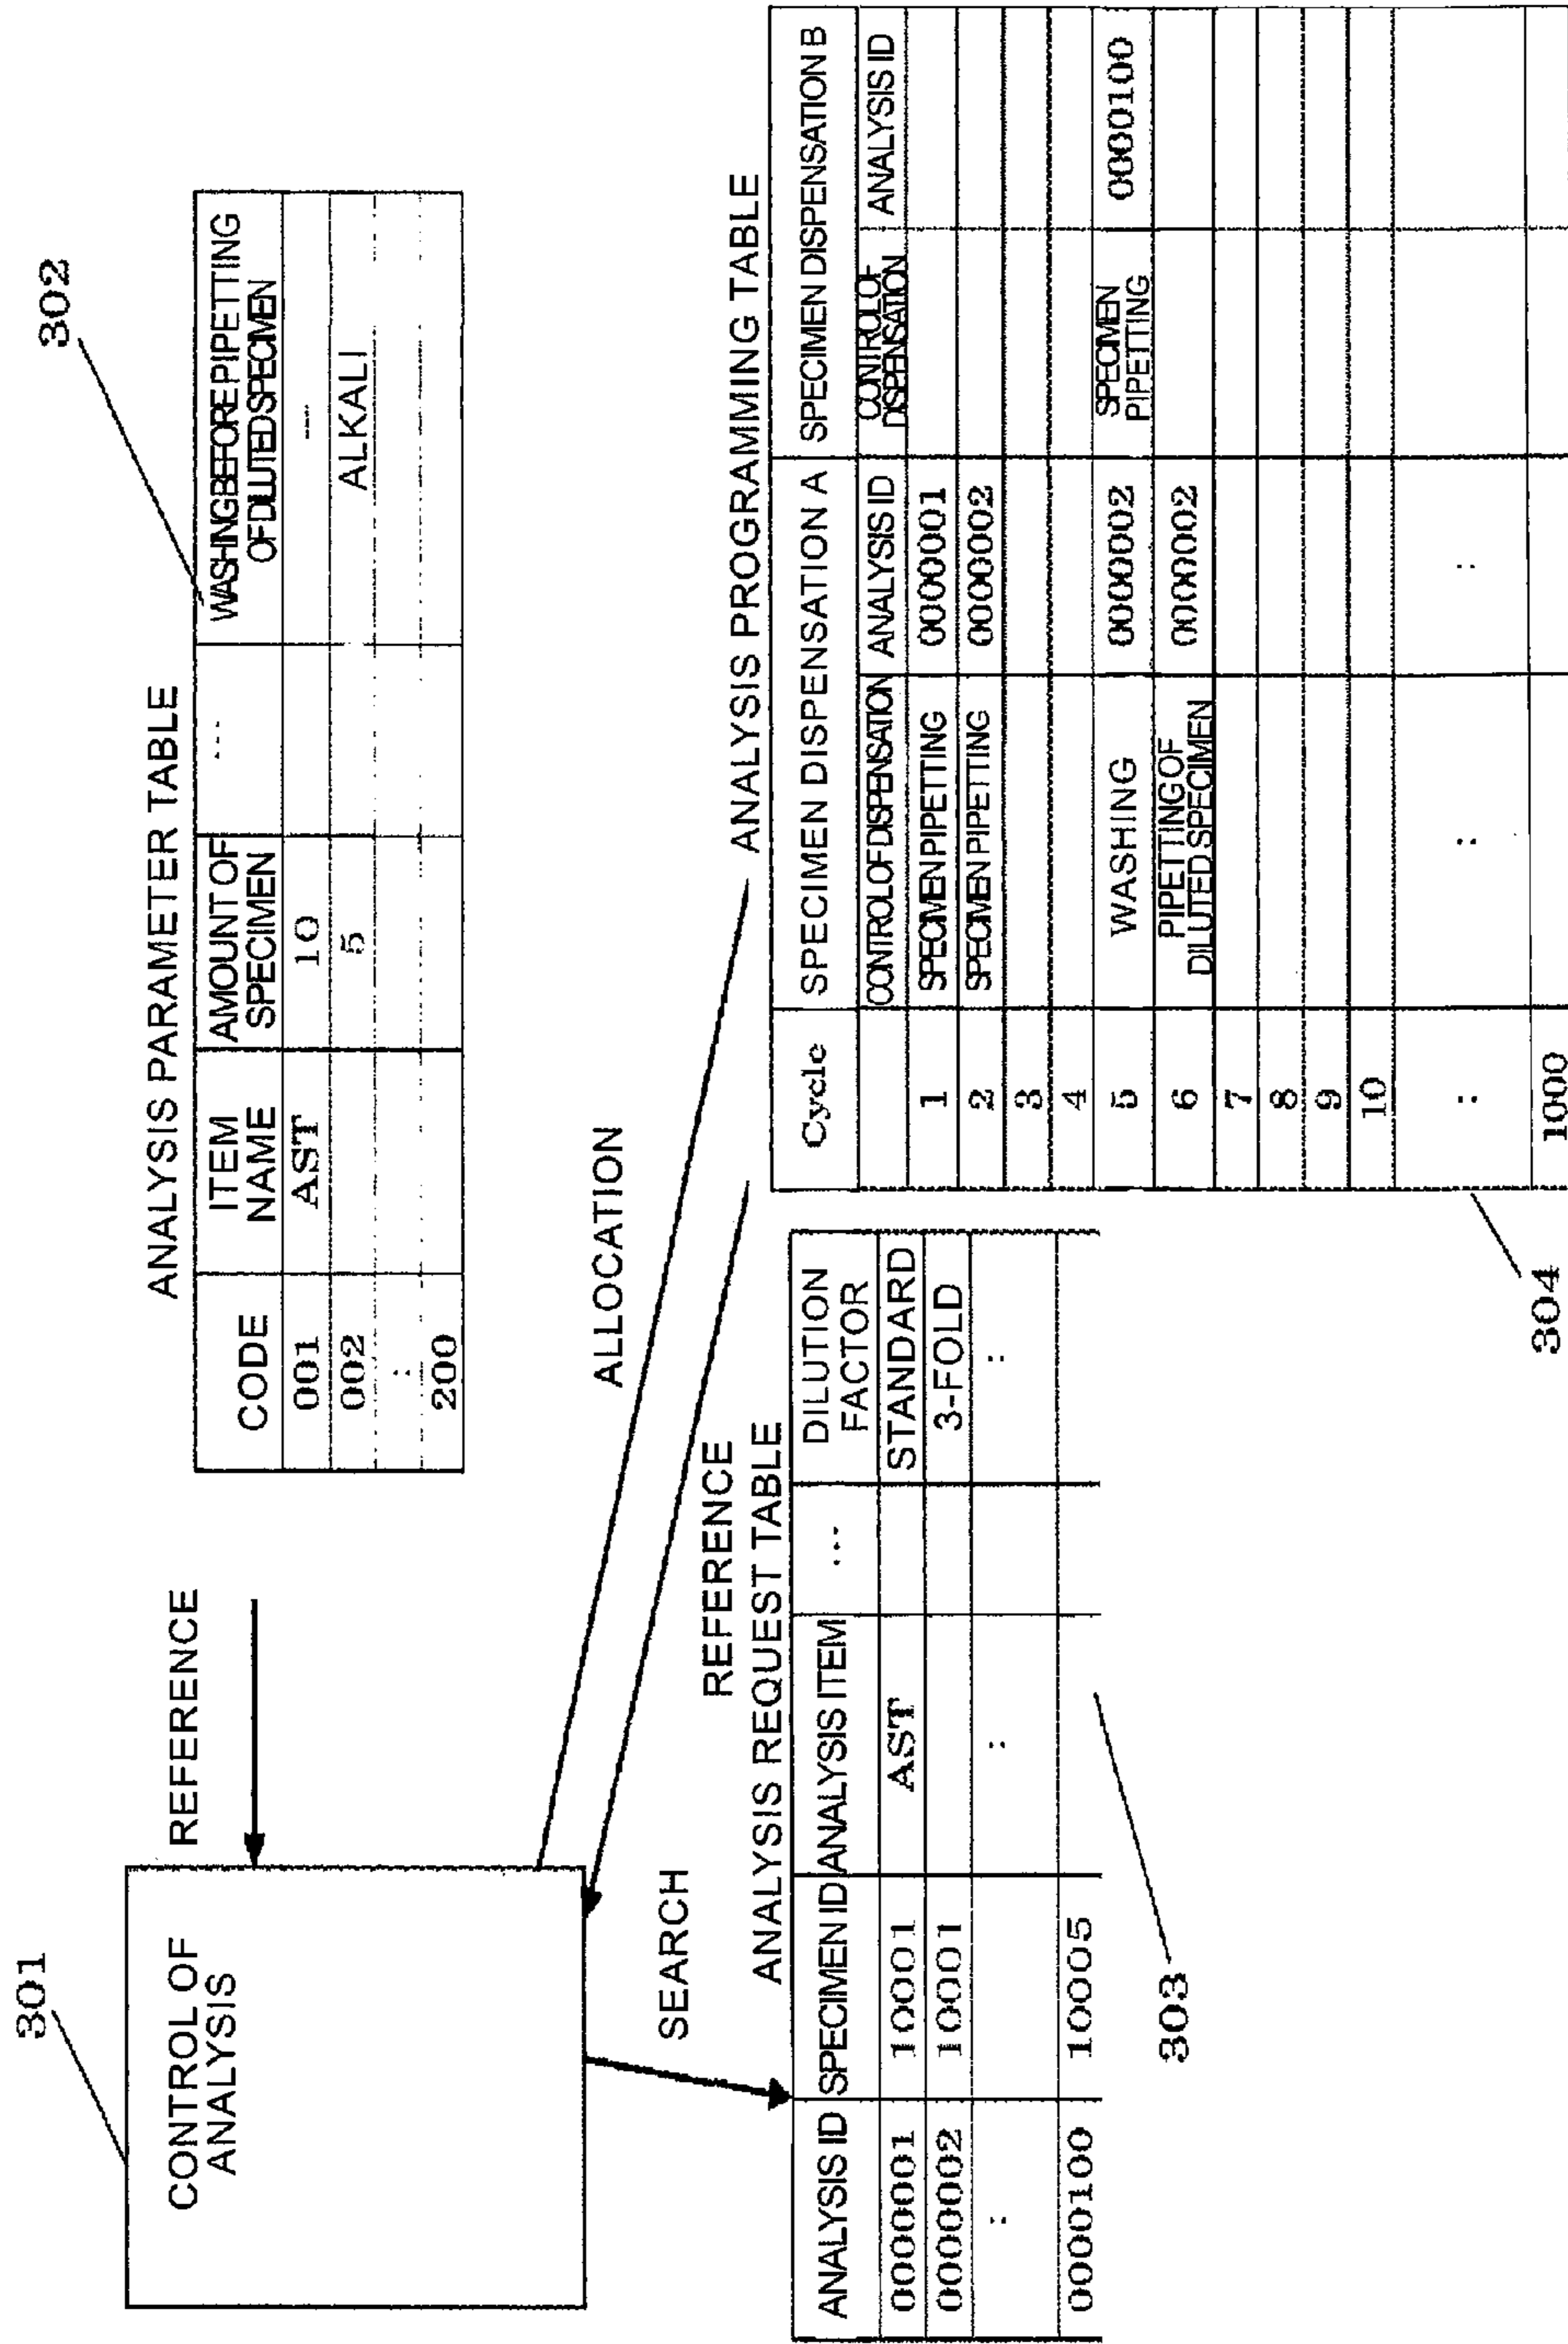 301
CONTROL OF
ANALYSIS
REFERENCE
ANALYSIS PARAMETER TABLE
302
CODE ITEM NAME AMOUNT OF SPECIMEN ... WASHING BEFORE PIPETTING OF DILUTED SPECIMEN
001 AST 10 ---
002 5 ALKALI
:
200
ALLOCATION
REFERENCE
SEARCH
ANALYSIS REQUEST TABLE
ANALYSIS ID SPECIMEN ID ANALYSIS ITEM ... DILUTION FACTOR
0000001 10001 AST STANDARD
0000002 10001 3-FOLD
: : :
0000100 10005
303
ANALYSIS PROGRAMMING TABLE
Cycle SPECIMEN DISPENSATION A SPECIMEN DISPENSATION B
CONTROL OF DISPENSATION ANALYSIS ID CONTROL OF DISPENSATION ANALYSIS ID
1 SPECIMEN PIPETTING 0000001
2 SPECIMEN PIPETTING 0000002
3
4
5 WASHING 0000002 SPECIMEN PIPETTING 0000100
6 PIPETTING OF DILUTED SPECIMEN 0000002
7
8
9
10
: : :
1000
304